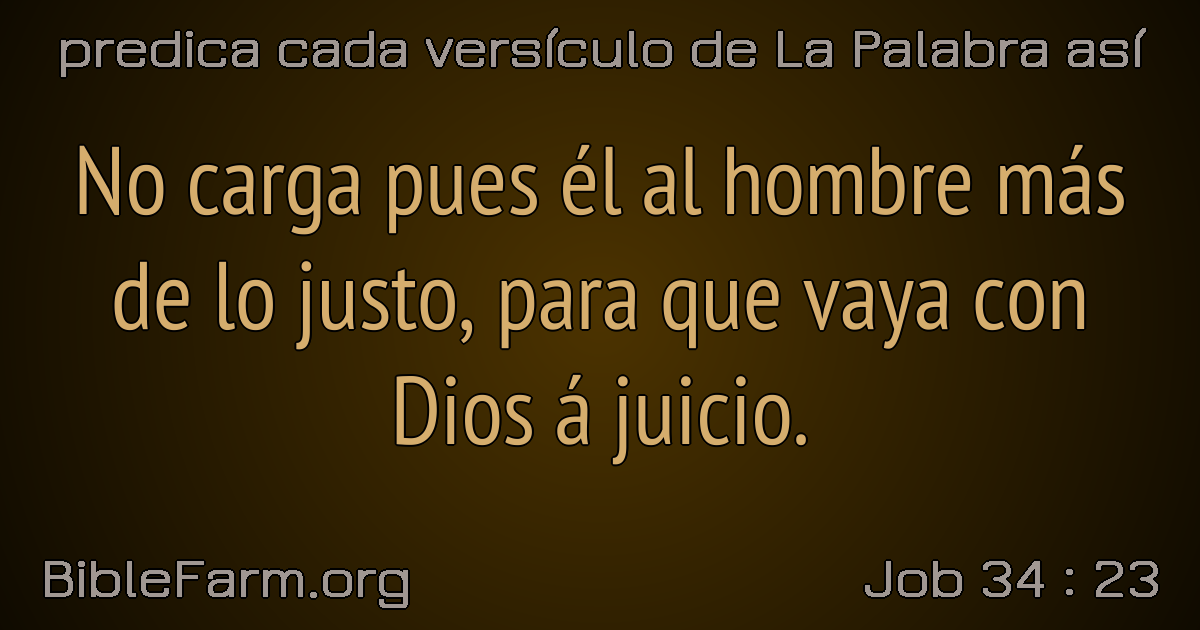 predica cada versículo de La Palabra así
No carga pues él al hombre más
de lo justo, para que vaya con
Dios á juicio.
BibleFarm.org
Job 34 : 23